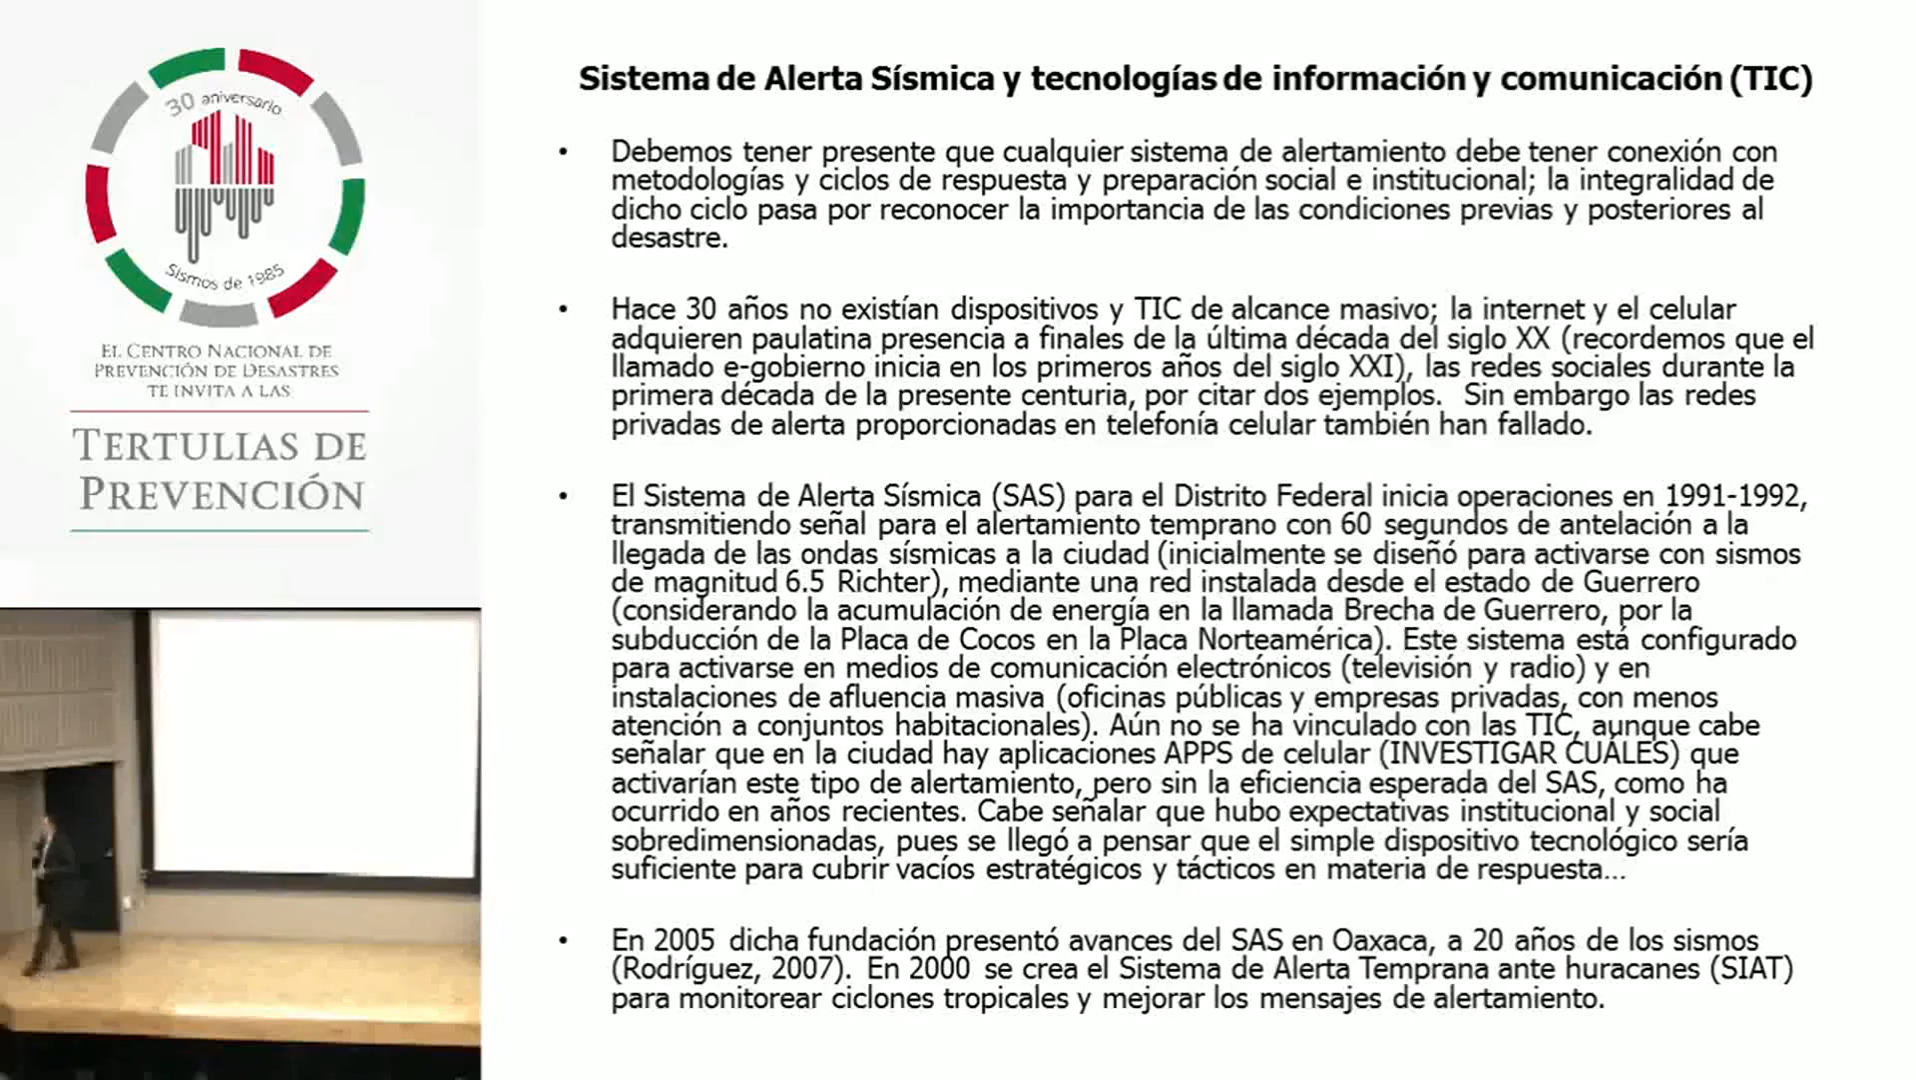 30 aniversario
Sismos de 1985
EL CENTRO NACIONAL DE
PREVENCIÓN DE DESASTRES
TE INVITA A LAS
TERTULIAS DE
PREVENCIÓN
Sistema de Alerta Sísmica y tecnologías de información y comunicación (TIC)
• Debemos tener presente que cualquier sistema de alertamiento debe tener conexión con
metodologías y ciclos de respuesta y preparación social e institucional; la integralidad de
dicho ciclo pasa por reconocer la importancia de las condiciones previas y posteriores al
desastre.
• Hace 30 años no existían dispositivos y TIC de alcance masivo; la internet y el celular
adquieren paulatina presencia a finales de la última década del siglo XX (recordemos que el
llamado e-gobierno inicia en los primeros años del siglo XXI), las redes sociales durante la
primera década de la presente centuria, por citar dos ejemplos. Sin embargo las redes
privadas de alerta proporcionadas en telefonía celular también han fallado.
• El Sistema de Alerta Sísmica (SAS) para el Distrito Federal inicia operaciones en 1991-1992,
transmitiendo señal para el alertamiento temprano con 60 segundos de antelación a la
llegada de las ondas sísmicas a la ciudad (inicialmente se diseñó para activarse con sismos
de magnitud 6.5 Richter), mediante una red instalada desde el estado de Guerrero
(considerando la acumulación de energía en la llamada Brecha de Guerrero, por la
subducción de la Placa de Cocos en la Placa Norteamérica). Este sistema está configurado
para activarse en medios de comunicación electrónicos (televisión y radio) y en
instalaciones de afluencia masiva (oficinas públicas y empresas privadas, con menos
atención a conjuntos habitacionales). Aún no se ha vinculado con las TIC, aunque cabe
señalar que en la ciudad hay aplicaciones APPS de celular (INVESTIGAR CUÁLES) que
activarían este tipo de alertamiento, pero sin la eficiencia esperada del SAS, como ha
ocurrido en años recientes. Cabe señalar que hubo expectativas institucional y social
sobredimensionadas, pues se llegó a pensar que el simple dispositivo tecnológico sería
suficiente para cubrir vacíos estratégicos y tácticos en materia de respuesta...
• En 2005 dicha fundación presentó avances del SAS en Oaxaca, a 20 años de los sismos
(Rodríguez, 2007). En 2000 se crea el Sistema de Alerta Temprana ante huracanes (SIAT)
para monitorear ciclones tropicales y mejorar los mensajes de alertamiento.